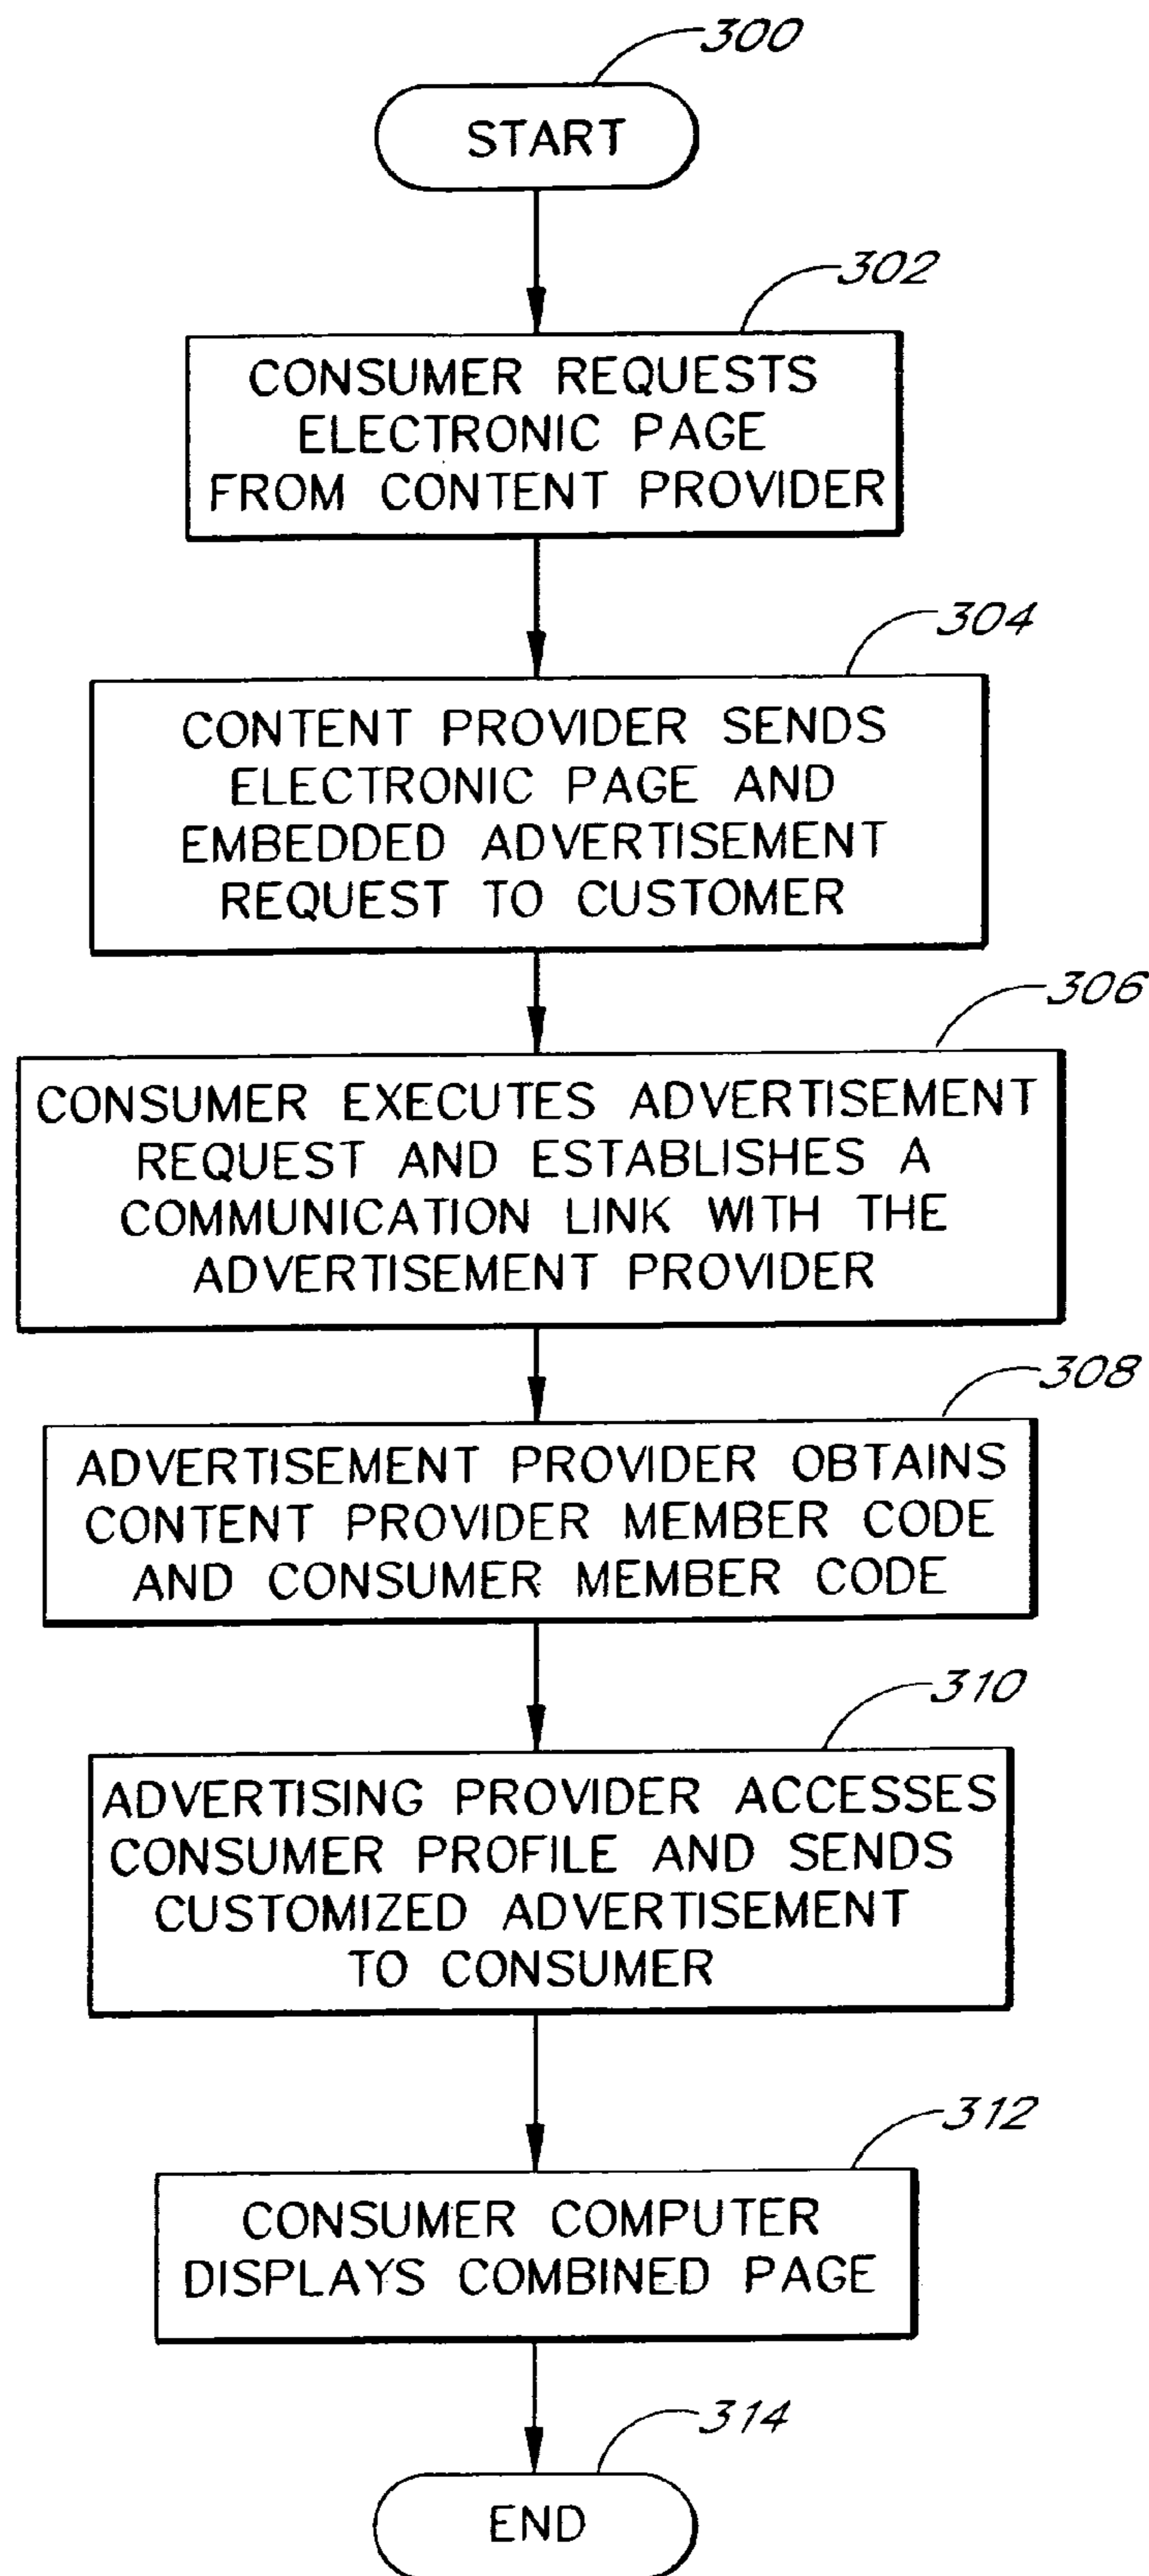 300
START
302
CONSUMER REQUESTS
ELECTRONIC PAGE
FROM CONTENT PROVIDER
304
CONTENT PROVIDER SENDS
ELECTRONIC PAGE AND
EMBEDDED ADVERTISEMENT
REQUEST TO CUSTOMER
306
CONSUMER EXECUTES ADVERTISEMENT
REQUEST AND ESTABLISHES A
COMMUNICATION LINK WITH THE
ADVERTISEMENT PROVIDER
308
ADVERTISEMENT PROVIDER OBTAINS
CONTENT PROVIDER MEMBER CODE
AND CONSUMER MEMBER CODE
310
ADVERTISING PROVIDER ACCESSES
CONSUMER PROFILE AND SENDS
CUSTOMIZED ADVERTISEMENT
TO CONSUMER
312
CONSUMER COMPUTER
DISPLAYS COMBINED PAGE
314
END